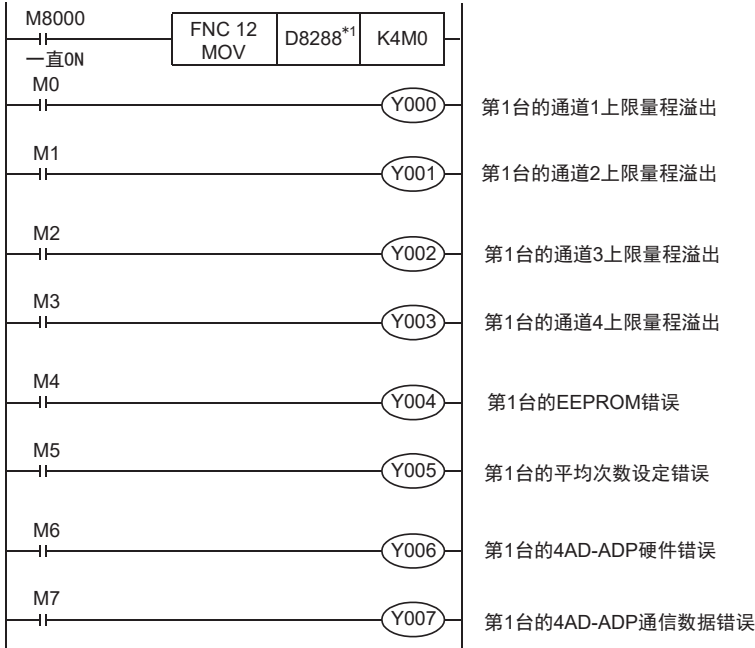 M8000
FNC 12
MOV
D8288*1
K4M0
一直ON
M0
Y000
第1台的通道1上限量程溢出
M1
Y001
第1台的通道2上限量程溢出
M2
Y002
第1台的通道3上限量程溢出
M3
Y003
第1台的通道4上限量程溢出
M4
Y004
第1台的EEPROM错误
M5
Y005
第1台的平均次数设定错误
M6
Y006
第1台的4AD-ADP硬件错误
M7
Y007
第1台的4AD-ADP通信数据错误